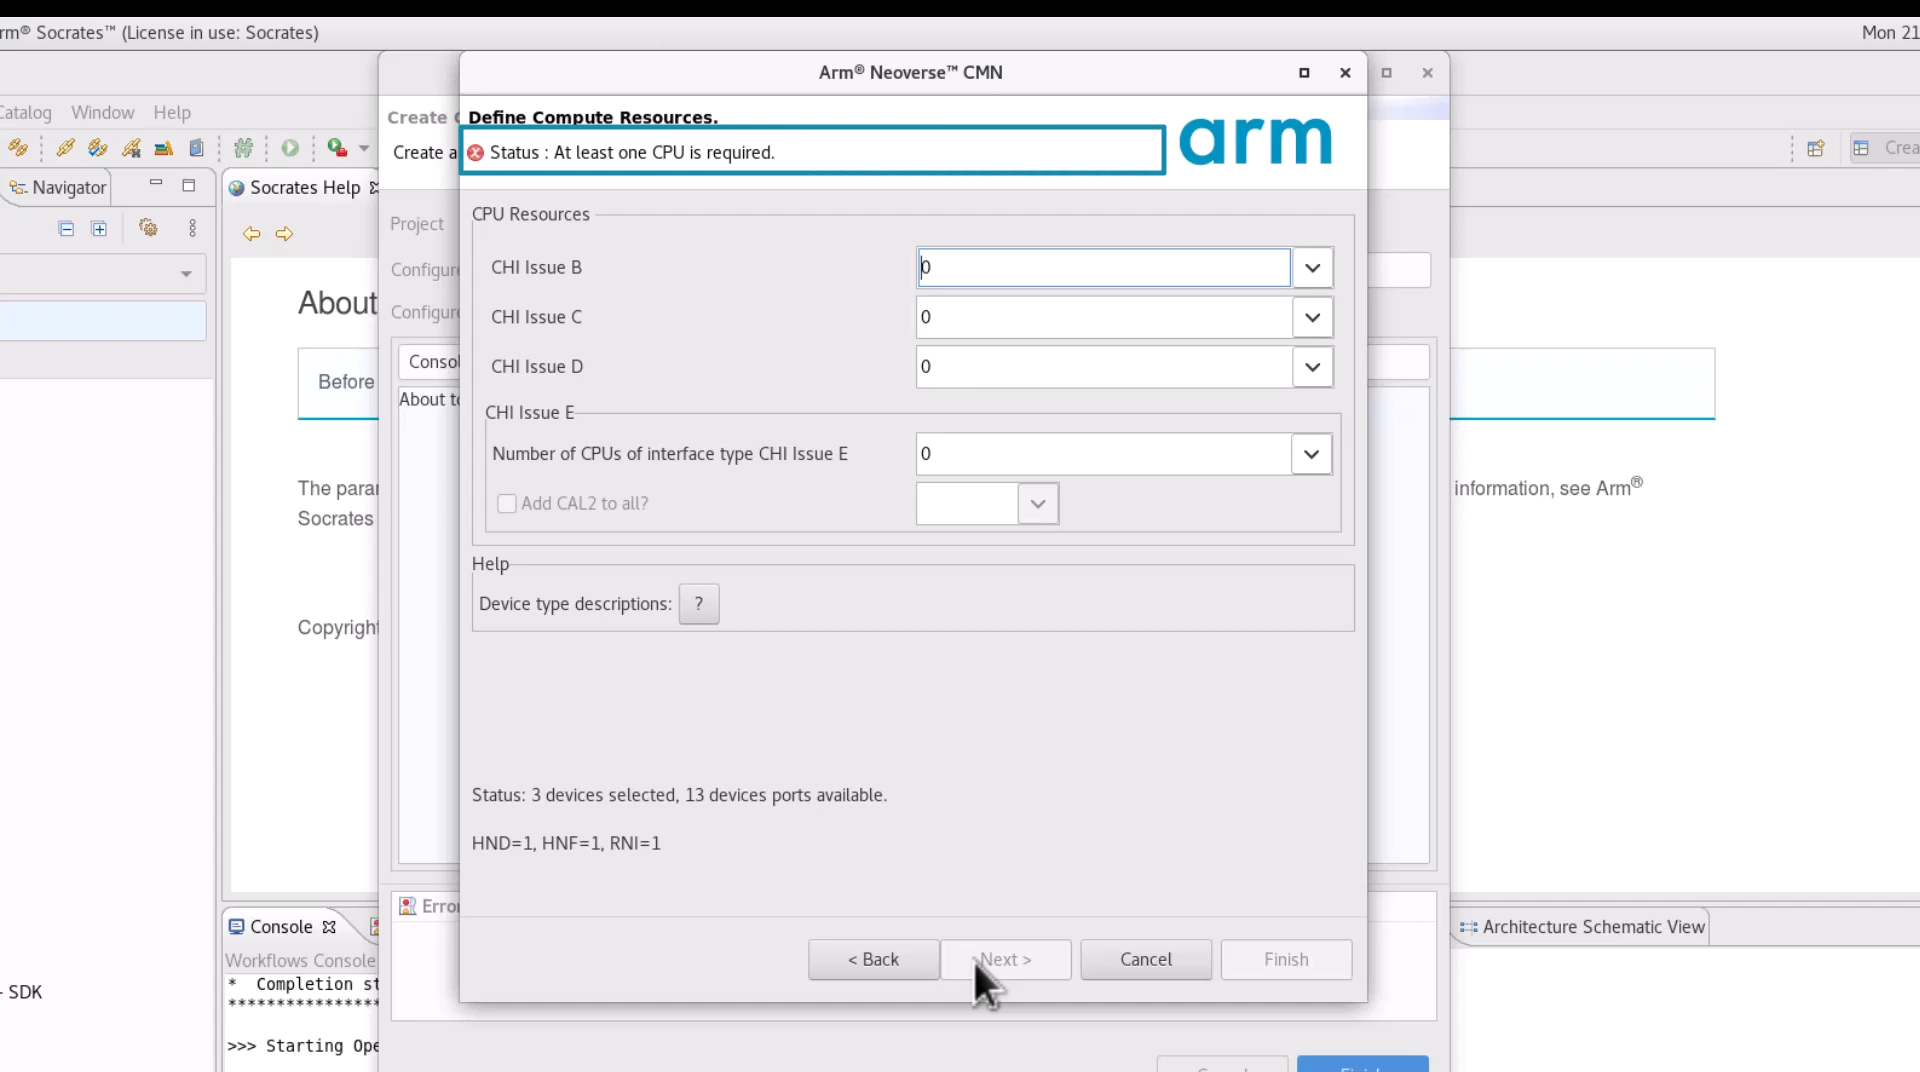 rm® Socrates™ (License in use: Socrates)
Mon 21
Arm® Neoverse™ CMN
Catalog Window Help
Create
Define Compute Resources.
Create a
Status : At least one CPU is required.
arm
Crea
Navigator
Socrates Help
CPU Resources
Project
CHI Issue B
0
Configure
About
CHI Issue C
0
Configure
Consol
CHI Issue D
0
Before
About to
CHI Issue E
Number of CPUs of interface type CHI Issue E
0
The para
information, see Arm®
Add CAL2 to all?
Socrates
Help
Device type descriptions: ?
Copyright
Status: 3 devices selected, 13 devices ports available.
HND=1, HNF=1, RNI=1
Error
Console
Architecture Schematic View
Workflows Console
< Back
Next >
Cancel
Finish
* Completion st
- SDK
****************
>>> Starting Ope